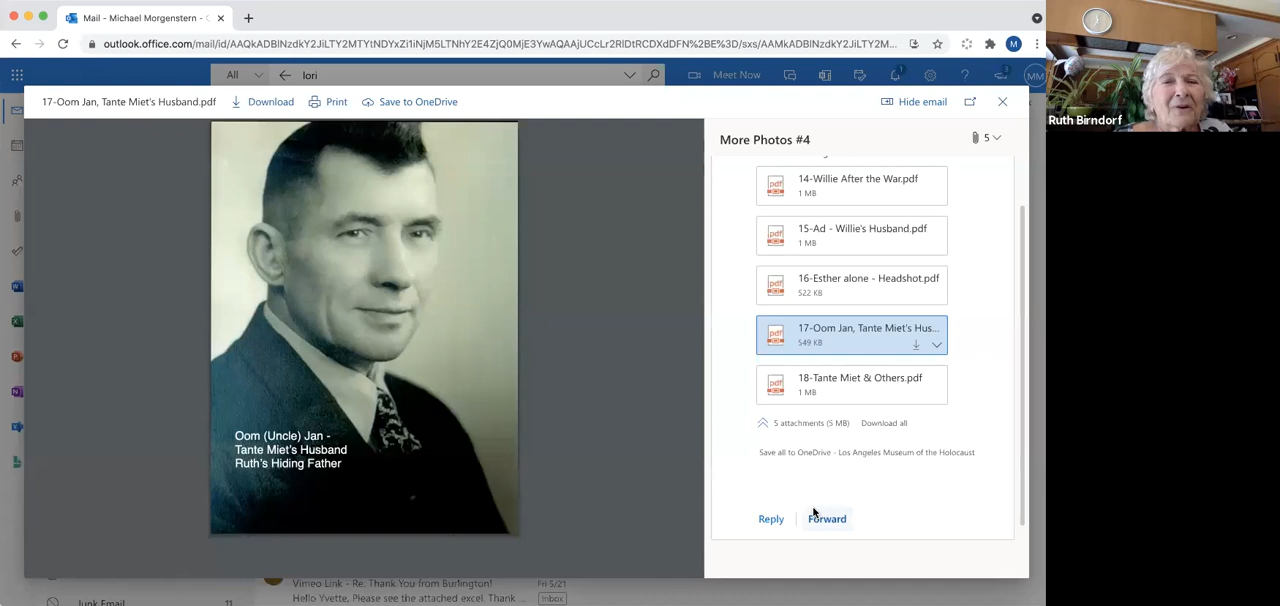 Mail - Michael Morgenstern -
outlook.office.com/mail/id/AAQkADBlNzdkY2JiLTY2MTYtNDYxZi1iNjM5LTNhY2E4ZjQ0MjE3YwAQAAjUCcLr2RlDtRCDXdDFN%2BE%3D/sxs/AAMkADBlNzdkY2JiLTY2M...
M
All
lori
Meet Now
1
MM
17-Oom Jan, Tante Miet's Husband.pdf
Download
Print
Save to OneDrive
Hide email
Ruth Birndorf
More Photos #4
5
14-Willie After the War.pdf
1 MB
15-Ad - Willie's Husband.pdf
1 MB
16-Esther alone - Headshot.pdf
522 KB
17-Oom Jan, Tante Miet's Hus...
549 KB
18-Tante Miet & Others.pdf
1 MB
5 attachments (5 MB) Download all
Save all to OneDrive - Los Angeles Museum of the Holocaust
Reply
Forward
Oom (Uncle) Jan -
Tante Miet's Husband
Ruth's Hiding Father
Vimeo Link - Re: Thank You from Burlington!
Fri 5/21
Hello Yvette, Please see the attached excel. Thank ...
Inbox
Junk Email
11